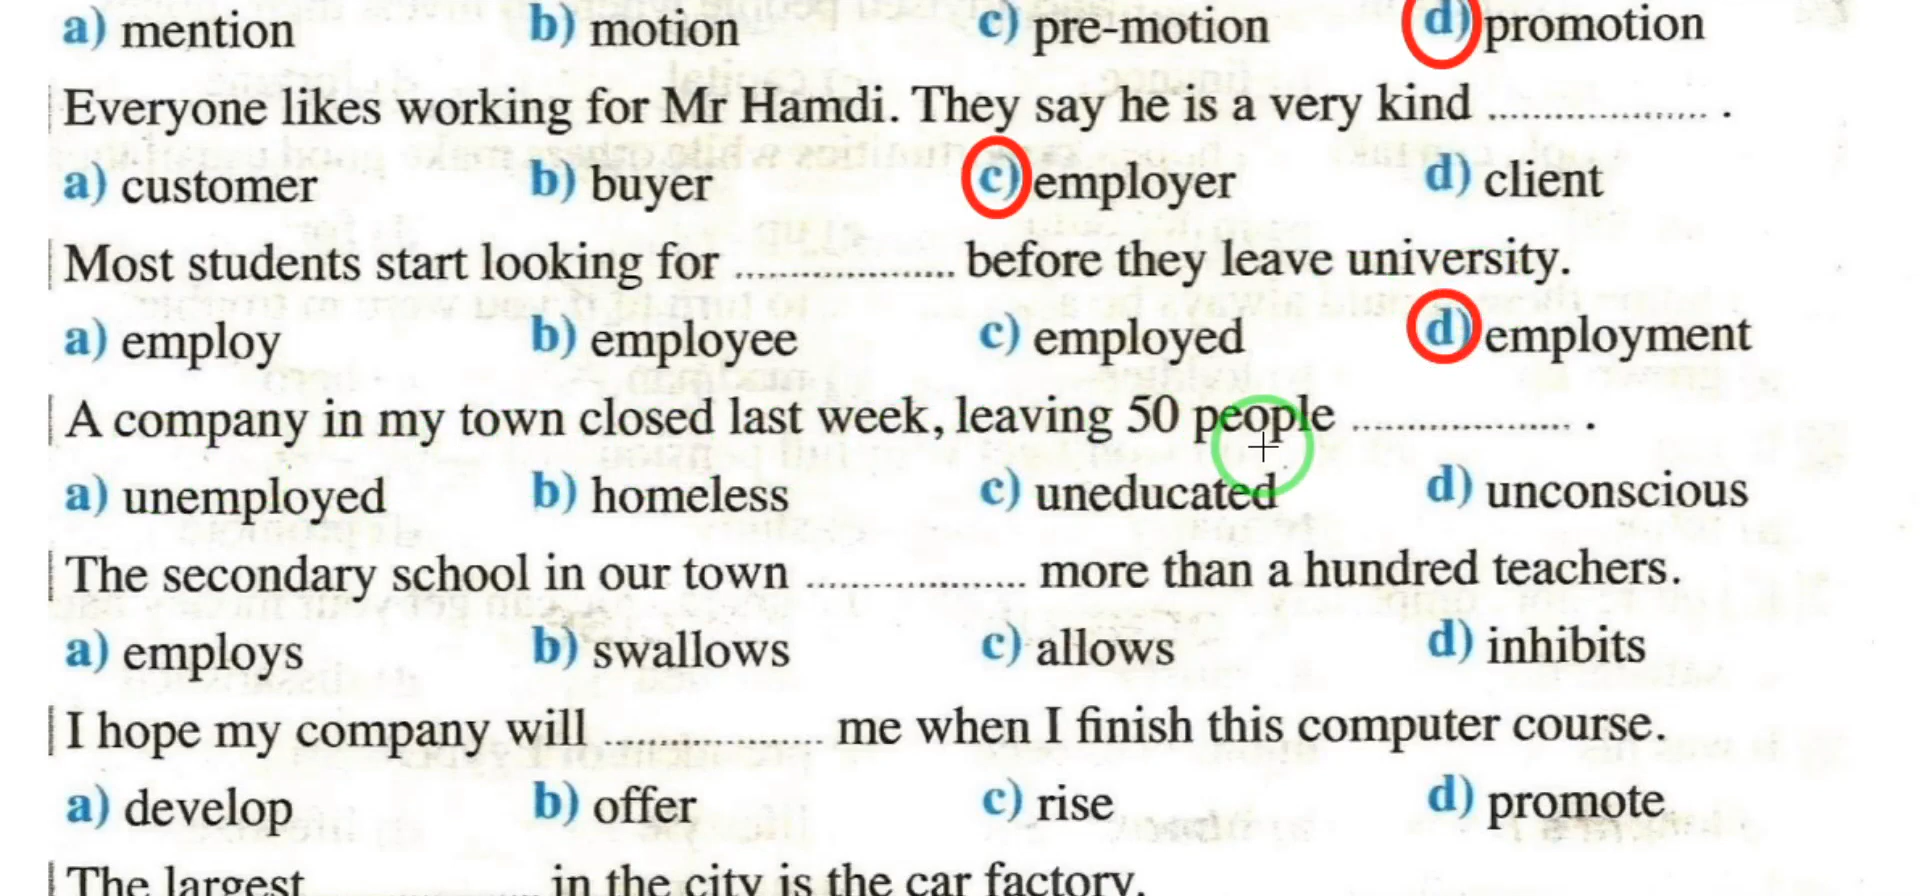 a) mention b) motion c) pre-motion d) promotion
Everyone likes working for Mr Hamdi. They say he is a very kind .................... .
a) customer b) buyer c) employer d) client
Most students start looking for .................... before they leave university.
a) employ b) employee c) employed d) employment
A company in my town closed last week, leaving 50 people .................... .
a) unemployed b) homeless c) uneducated d) unconscious
The secondary school in our town .................... more than a hundred teachers.
a) employs b) swallows c) allows d) inhibits
I hope my company will .................... me when I finish this computer course.
a) develop b) offer c) rise d) promote
The largest .................... in the city is the car factory.